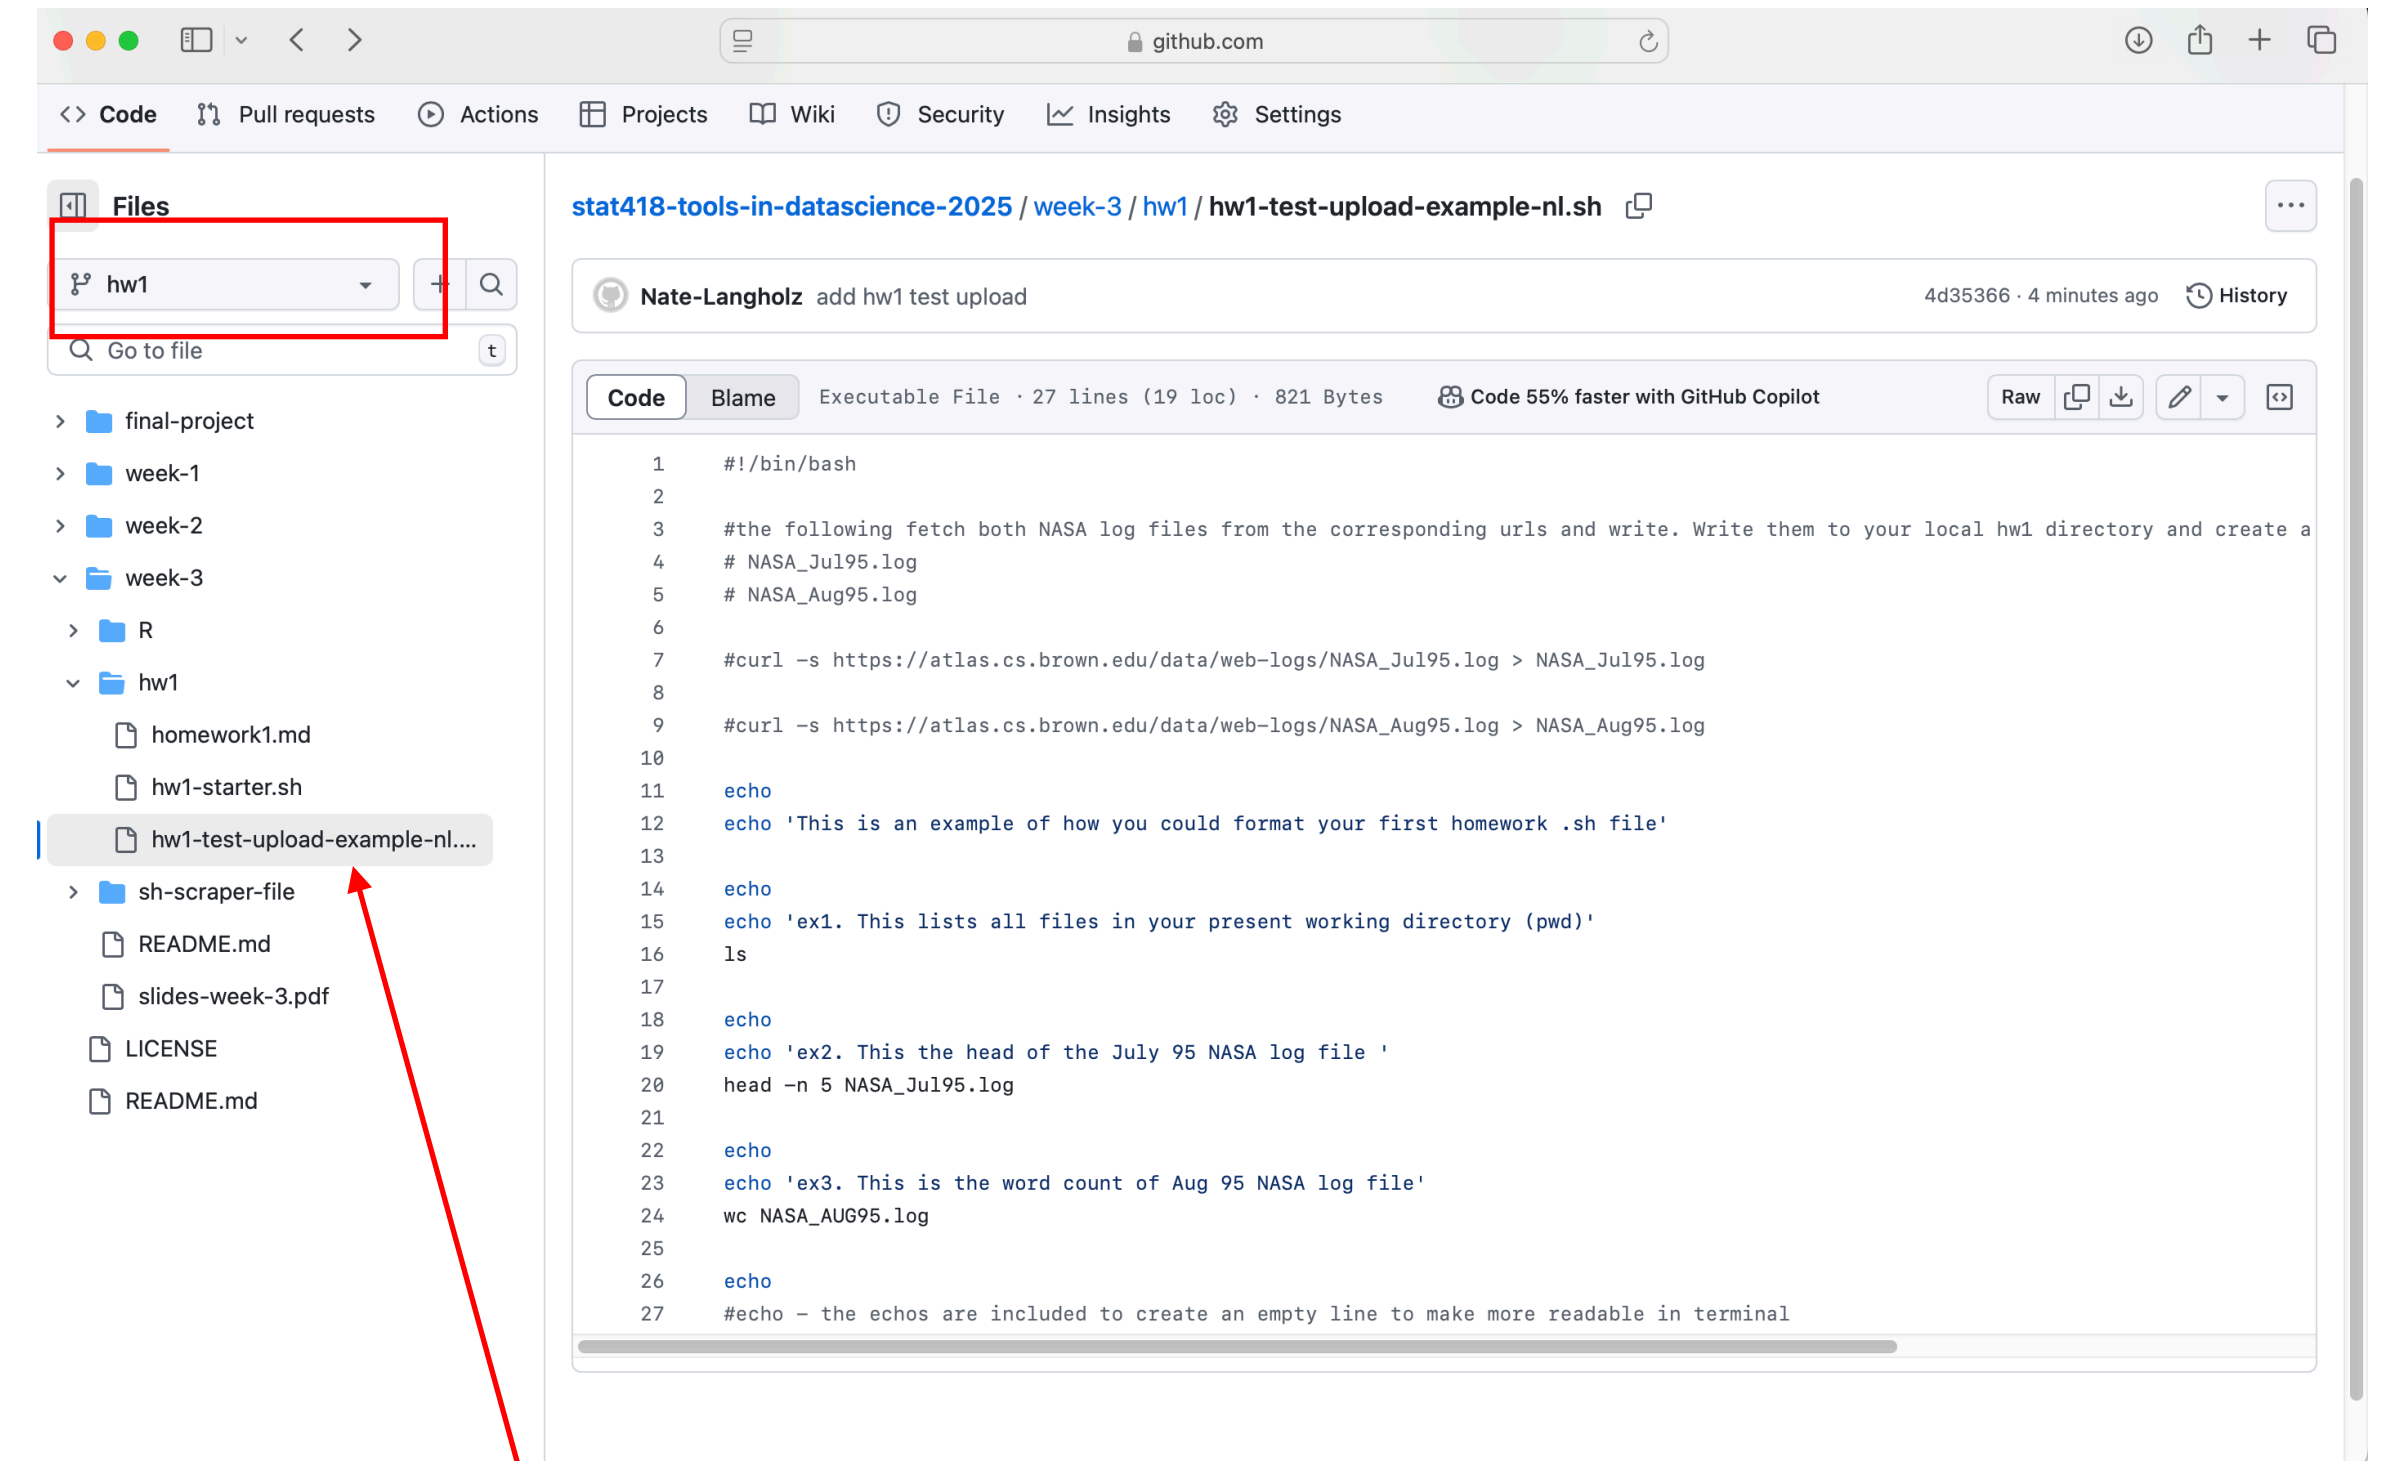 github.com
Code Pull requests Actions Projects Wiki Security Insights Settings
Files
hw1
Go to file t
final-project
week-1
week-2
week-3
R
hw1
homework1.md
hw1-starter.sh
hw1-test-upload-example-nl....
sh-scraper-file
README.md
slides-week-3.pdf
LICENSE
README.md
stat418-tools-in-datascience-2025 / week-3 / hw1 / hw1-test-upload-example-nl.sh
Nate-Langholz add hw1 test upload 4d35366 · 4 minutes ago History
Code Blame Executable File · 27 lines (19 loc) · 821 Bytes Code 55% faster with GitHub Copilot Raw
1 #!/bin/bash
2
3 #the following fetch both NASA log files from the corresponding urls and write. Write them to your local hw1 directory and create a
4 # NASA_Jul95.log
5 # NASA_Aug95.log
6
7 #curl -s https://atlas.cs.brown.edu/data/web-logs/NASA_Jul95.log > NASA_Jul95.log
8
9 #curl -s https://atlas.cs.brown.edu/data/web-logs/NASA_Aug95.log > NASA_Aug95.log
10
11 echo
12 echo 'This is an example of how you could format your first homework .sh file'
13
14 echo
15 echo 'ex1. This lists all files in your present working directory (pwd)'
16 ls
17
18 echo
19 echo 'ex2. This the head of the July 95 NASA log file '
20 head -n 5 NASA_Jul95.log
21
22 echo
23 echo 'ex3. This is the word count of Aug 95 NASA log file'
24 wc NASA_AUG95.log
25
26 echo
27 #echo - the echos are included to create an empty line to make more readable in terminal